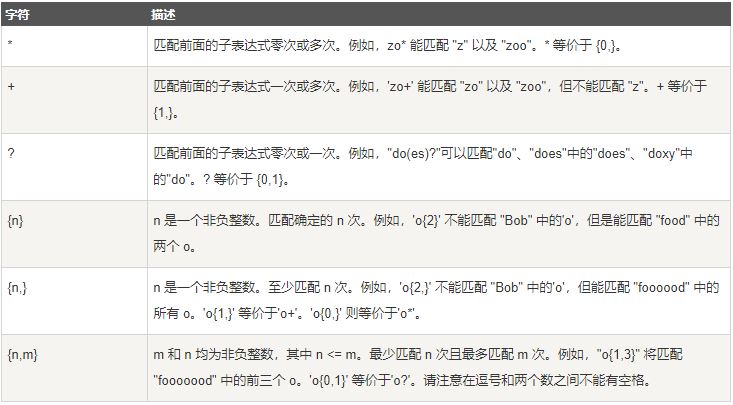 字符 描述
* 匹配前面的子表达式零次或多次。例如，zo* 能匹配 "z" 以及 "zoo"。* 等价于 {0,}。
+ 匹配前面的子表达式一次或多次。例如，'zo+' 能匹配 "zo" 以及 "zoo"，但不能匹配 "z"。+ 等价于
{1,}。
? 匹配前面的子表达式零次或一次。例如，"do(es)?"可以匹配"do"、"does"中的"does"、"doxy"中
的"do"。? 等价于 {0,1}。
{n} n 是一个非负整数。匹配确定的 n 次。例如，'o{2}' 不能匹配 "Bob" 中的'o'，但是能匹配 "food" 中的
两个 o。
{n,} n 是一个非负整数。至少匹配 n 次。例如，'o{2,}' 不能匹配 "Bob" 中的'o'，但能匹配 "foooood" 中的
所有 o。'o{1,}' 等价于'o+'。'o{0,}' 则等价于'o*'。
{n,m} m 和 n 均为非负整数，其中 n <= m。最少匹配 n 次且最多匹配 m 次。例如，"o{1,3}" 将匹配
"fooooood" 中的前三个 o。'o{0,1}' 等价于'o?'。请注意在逗号和两个数之间不能有空格。